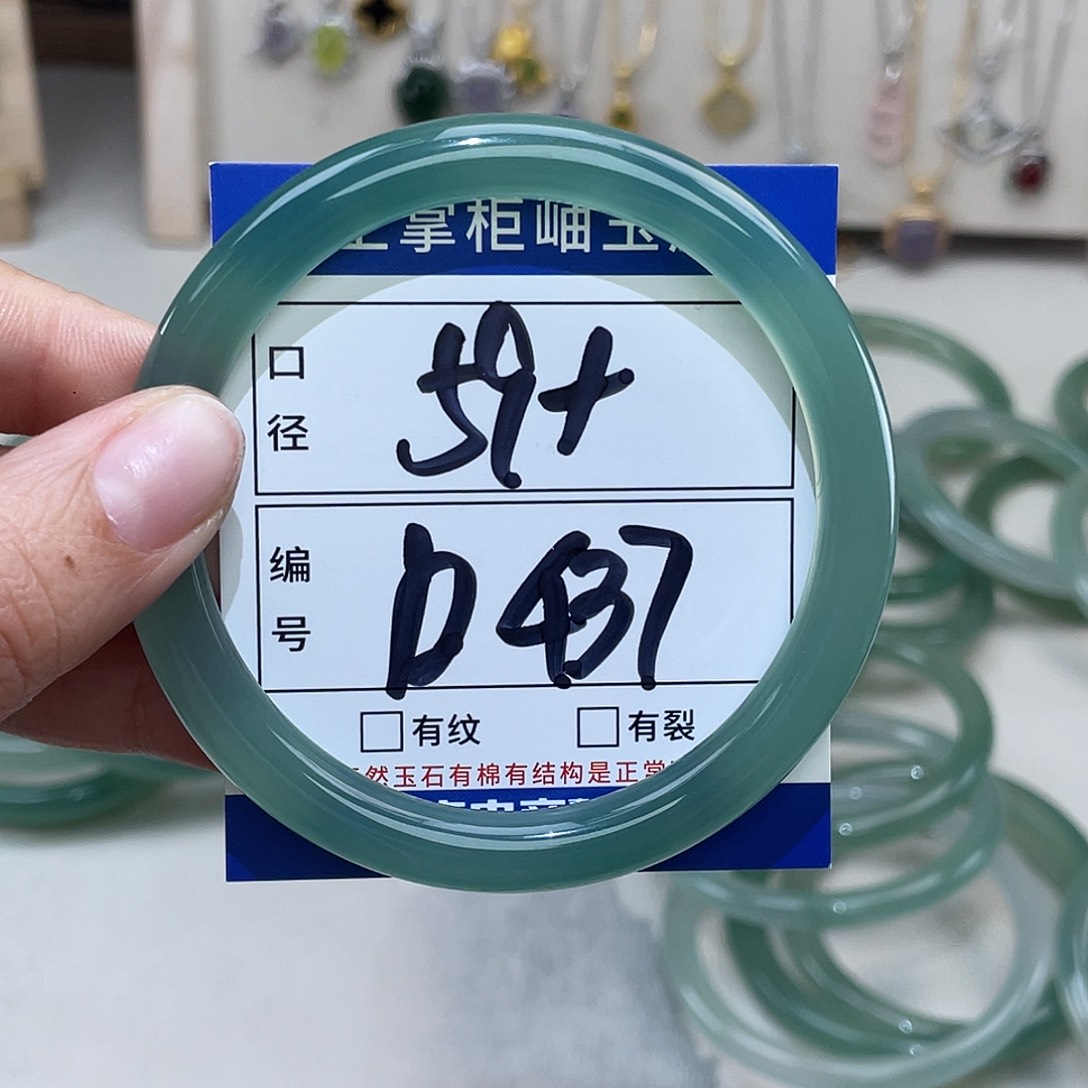 掌柜岫玉
口径 59+
编号 D437
□有纹 □有裂
然玉石有棉有结构是正常